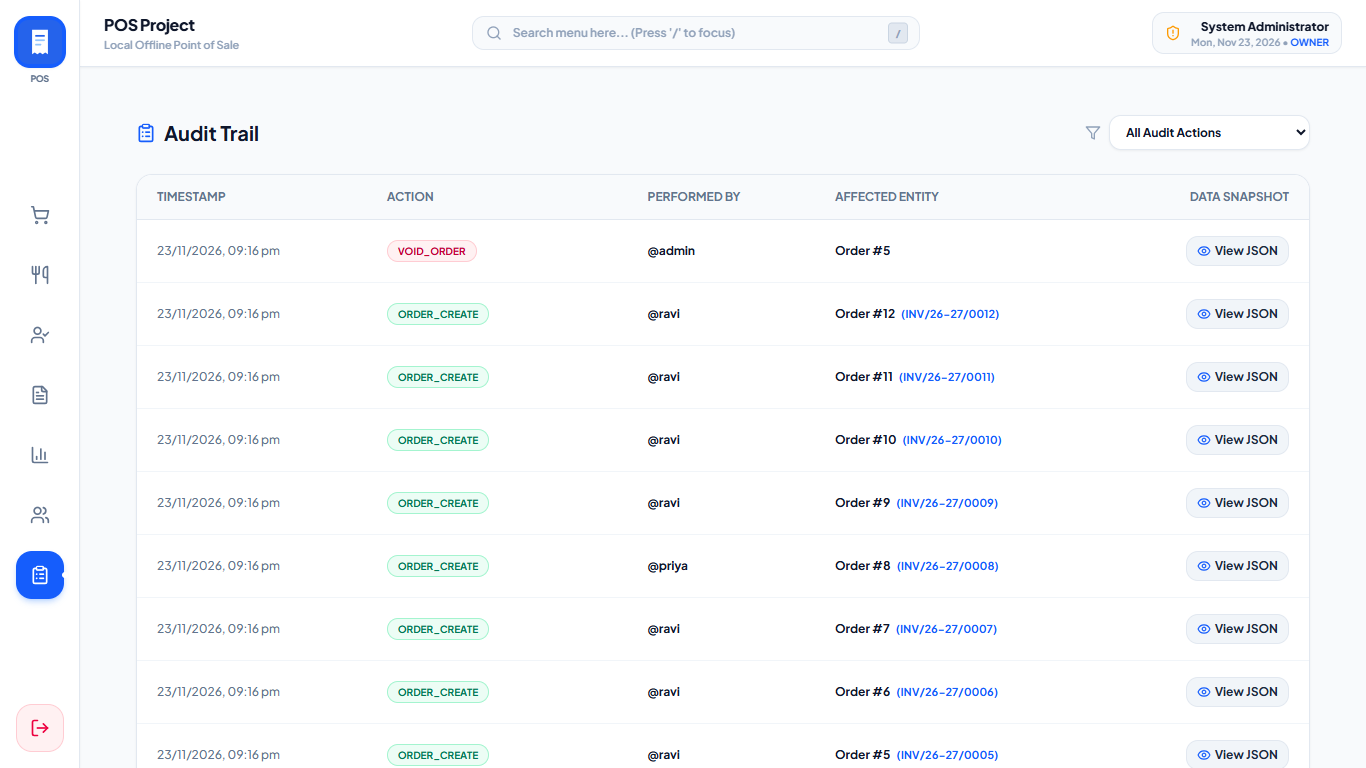 POS Project
Local Offline Point of Sale
Search menu here... (Press '/' to focus)
/
System Administrator
Mon, Nov 23, 2026 • OWNER
POS
Audit Trail
All Audit Actions
TIMESTAMP ACTION PERFORMED BY AFFECTED ENTITY DATA SNAPSHOT
23/11/2026, 09:16 pm VOID_ORDER @admin Order #5 View JSON
23/11/2026, 09:16 pm ORDER_CREATE @ravi Order #12 (INV/26-27/0012) View JSON
23/11/2026, 09:16 pm ORDER_CREATE @ravi Order #11 (INV/26-27/0011) View JSON
23/11/2026, 09:16 pm ORDER_CREATE @ravi Order #10 (INV/26-27/0010) View JSON
23/11/2026, 09:16 pm ORDER_CREATE @ravi Order #9 (INV/26-27/0009) View JSON
23/11/2026, 09:16 pm ORDER_CREATE @priya Order #8 (INV/26-27/0008) View JSON
23/11/2026, 09:16 pm ORDER_CREATE @ravi Order #7 (INV/26-27/0007) View JSON
23/11/2026, 09:16 pm ORDER_CREATE @ravi Order #6 (INV/26-27/0006) View JSON
23/11/2026, 09:16 pm ORDER_CREATE @ravi Order #5 (INV/26-27/0005) View JSON